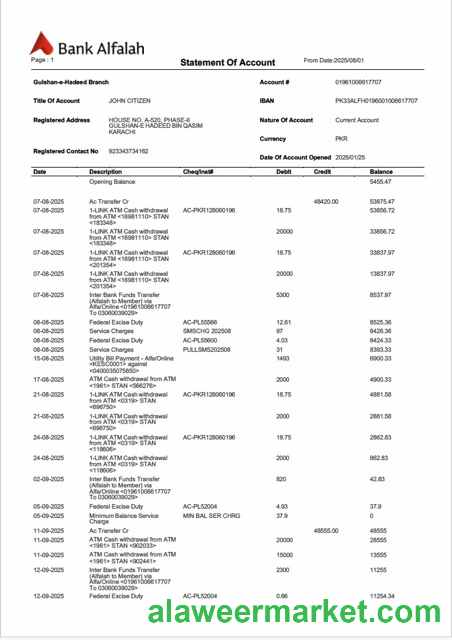 Bank Alfalah
Page : 1
Statement Of Account
From Date:2025/08/01
Gulshan-e-Hadeed Branch
Account # 01961008617707
Title Of Account JOHN CITIZEN
IBAN PK33ALFH0196001008617707
Registered Address HOUSE NO. A-520, PHASE-II
GULSHAN-E HADEED BIN QASIM
KARACHI
Nature Of Account Current Account
Currency PKR
Registered Contact No 923343734162
Date Of Account Opened 2025/01/25
Date Description Cheq/Inst# Debit Credit Balance
Opening Balance 5455.47
07-08-2025 Ac Transfer Cr 48420.00 53875.47
07-08-2025 1-LINK ATM Cash withdrawal AC-PKR128060196 18.75 53856.72
from ATM <16981110> STAN
<183348>
07-08-2025 1-LINK ATM Cash withdrawal 20000 33856.72
from ATM <16981110> STAN
<183348>
07-08-2025 1-LINK ATM Cash withdrawal AC-PKR128060196 18.75 33837.97
from ATM <16981110> STAN
<201354>
07-08-2025 1-LINK ATM Cash withdrawal 20000 13837.97
from ATM <16981110> STAN
<201354>
07-08-2025 Inter Bank Funds Transfer 5300 8537.97
(Alfalah to Member) via
Alfa/Online <01961008617707
To 03060039029>
08-08-2025 Federal Excise Duty AC-PL55566 12.61 8525.36
08-08-2025 Service Charges SMSCHG 202508 97 8428.36
08-08-2025 Federal Excise Duty AC-PL55600 4.03 8424.33
08-08-2025 Service Charges PULLSMS202508 31 8393.33
15-08-2025 Utility Bill Payment - Alfa/Online 1493 6900.33
<KESC0001> against
<0400035075650>
17-08-2025 ATM Cash withdrawal from ATM 2000 4900.33
<1961> STAN <566276>
21-08-2025 1-LINK ATM Cash withdrawal AC-PKR128060196 18.75 4881.58
from ATM <0319> STAN
<698750>
21-08-2025 1-LINK ATM Cash withdrawal 2000 2881.58
from ATM <0319> STAN
<698750>
24-08-2025 1-LINK ATM Cash withdrawal AC-PKR128060196 18.75 2862.83
from ATM <0319> STAN
<118606>
24-08-2025 1-LINK ATM Cash withdrawal 2000 862.83
from ATM <0319> STAN
<118606>
02-09-2025 Inter Bank Funds Transfer 820 42.83
(Alfalah to Member) via
Alfa/Online <01961008617707
To 03060039029>
05-09-2025 Federal Excise Duty AC-PL52004 4.93 37.9
05-09-2025 Minimum Balance Service MIN BAL SER CHRG 37.9 0
Charge
11-09-2025 Ac Transfer Cr 48555.00 48555
11-09-2025 ATM Cash withdrawal from ATM 20000 28555
<1961> STAN <902033>
11-09-2025 ATM Cash withdrawal from ATM 15000 13555
<1961> STAN <902441>
12-09-2025 Inter Bank Funds Transfer 2300 11255
(Alfalah to Member) via
Alfa/Online <01961008617707
To 03060039029>
12-09-2025 Federal Excise Duty AC-PL52004 0.66 11254.34
alaweermarket.com